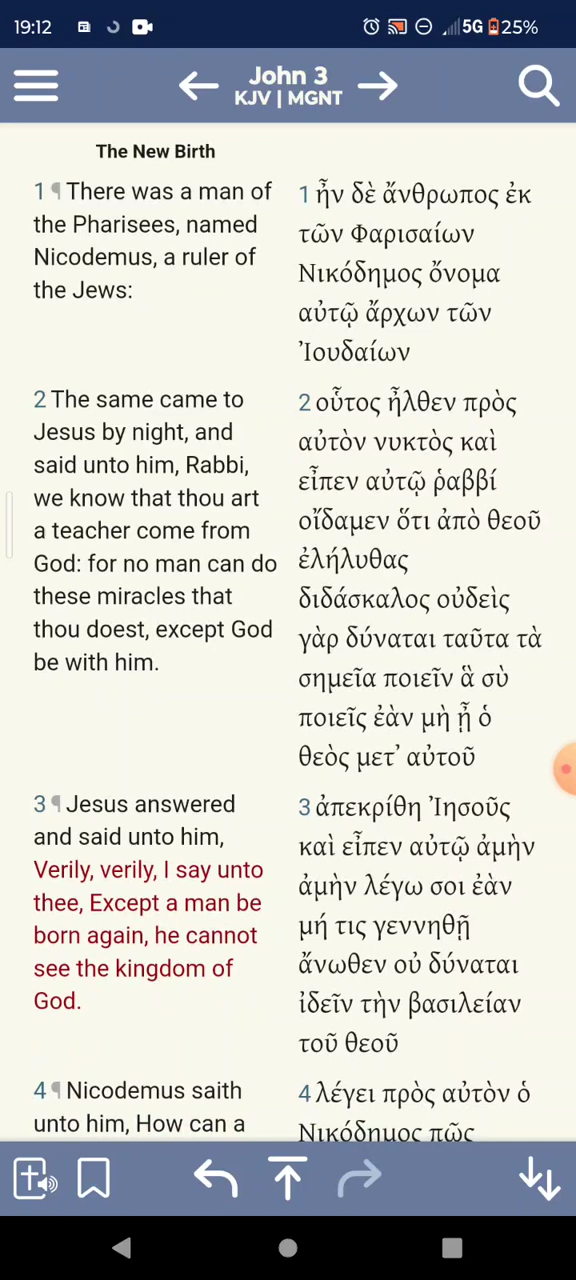 19:12
5G 25%
John 3
KJV | MGNT
The New Birth
1 ¶ There was a man of
the Pharisees, named
Nicodemus, a ruler of
the Jews:
2 The same came to
Jesus by night, and
said unto him, Rabbi,
we know that thou art
a teacher come from
God: for no man can do
these miracles that
thou doest, except God
be with him.
3 ¶ Jesus answered
and said unto him,
Verily, verily, I say unto
thee, Except a man be
born again, he cannot
see the kingdom of
God.
4 ¶ Nicodemus saith
unto him, How can a
1 ἦν δὲ ἄνθρωπος ἐκ
τῶν Φαρισαίων
Νικόδημος ὄνομα
αὐτῷ ἄρχων τῶν
Ἰουδαίων
2 οὗτος ἦλθεν πρὸς
αὐτὸν νυκτὸς καὶ
εἶπεν αὐτῷ ῥαββί
οἴδαμεν ὅτι ἀπὸ θεοῦ
ἐλήλυθας
διδάσκαλος οὐδεὶς
γὰρ δύναται ταῦτα τὰ
σημεῖα ποιεῖν ἃ σὺ
ποιεῖς ἐὰν μὴ ᾖ ὁ
θεὸς μετ’ αὐτοῦ
3 ἀπεκρίθη Ἰησοῦς
καὶ εἶπεν αὐτῷ ἀμὴν
ἀμὴν λέγω σοι ἐὰν
μή τις γεννηθῇ
ἄνωθεν οὐ δύναται
ἰδεῖν τὴν βασιλείαν
τοῦ θεοῦ
4 λέγει πρὸς αὐτὸν ὁ
Νικόδημος πῶς